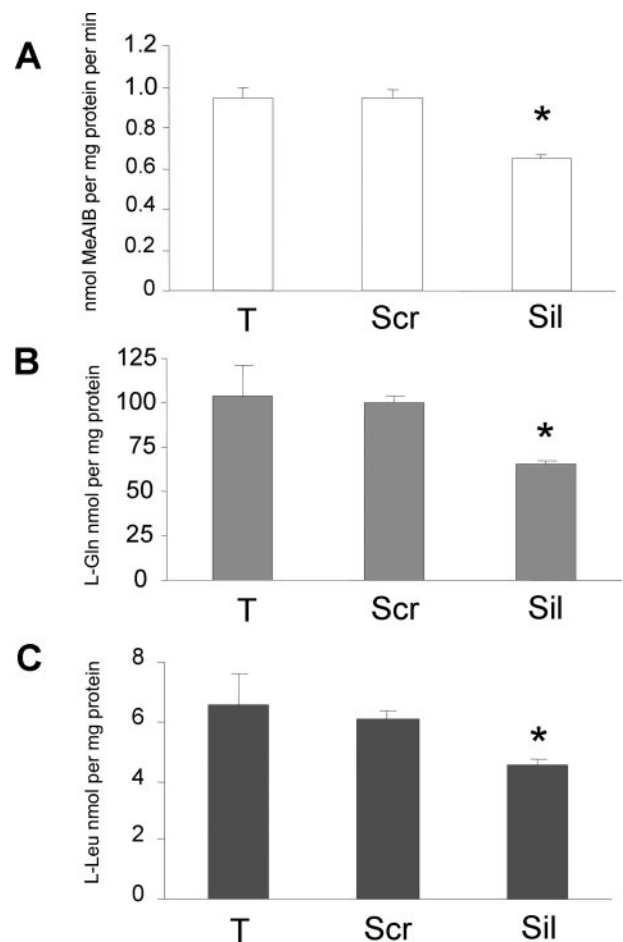 A
nmol MeAIB per mg protein per min
1.2
1.0
0.8
0.6
0.4
0.2
0
*
T Scr Sil
B
L-Gln nmol per mg protein
125
100
75
50
25
0
*
T Scr Sil
C
L-Leu nmol per mg protein
8
6
4
2
0
*
T Scr Sil